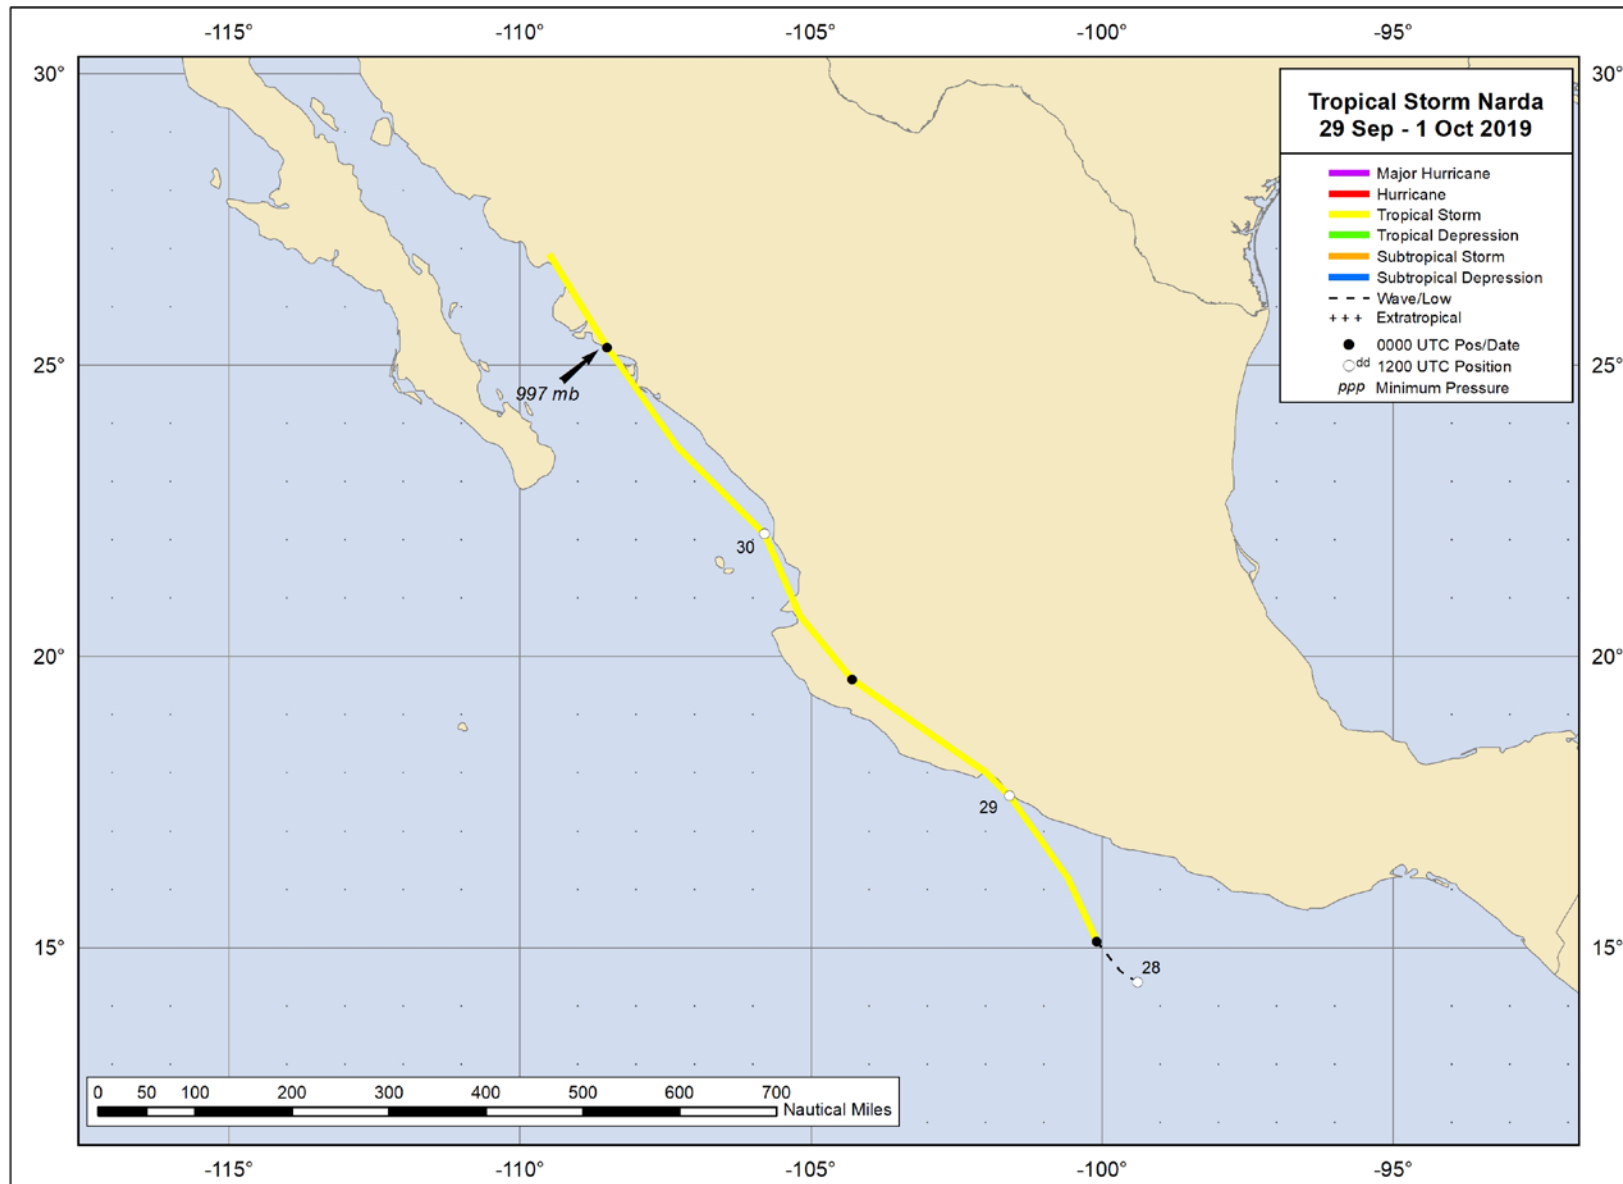 -115° -110° -105° -100° -95°
30° 30°
Tropical Storm Narda
29 Sep - 1 Oct 2019
Major Hurricane
Hurricane
Tropical Storm
Tropical Depression
Subtropical Storm
Subtropical Depression
Wave/Low
+++ Extratropical
0000 UTC Pos/Date
dd 1200 UTC Position
ppp Minimum Pressure
25° 25°
997 mb
30
20° 20°
29
15° 15°
28
0 50 100 200 300 400 500 600 700
Nautical Miles
-115° -110° -105° -100° -95°